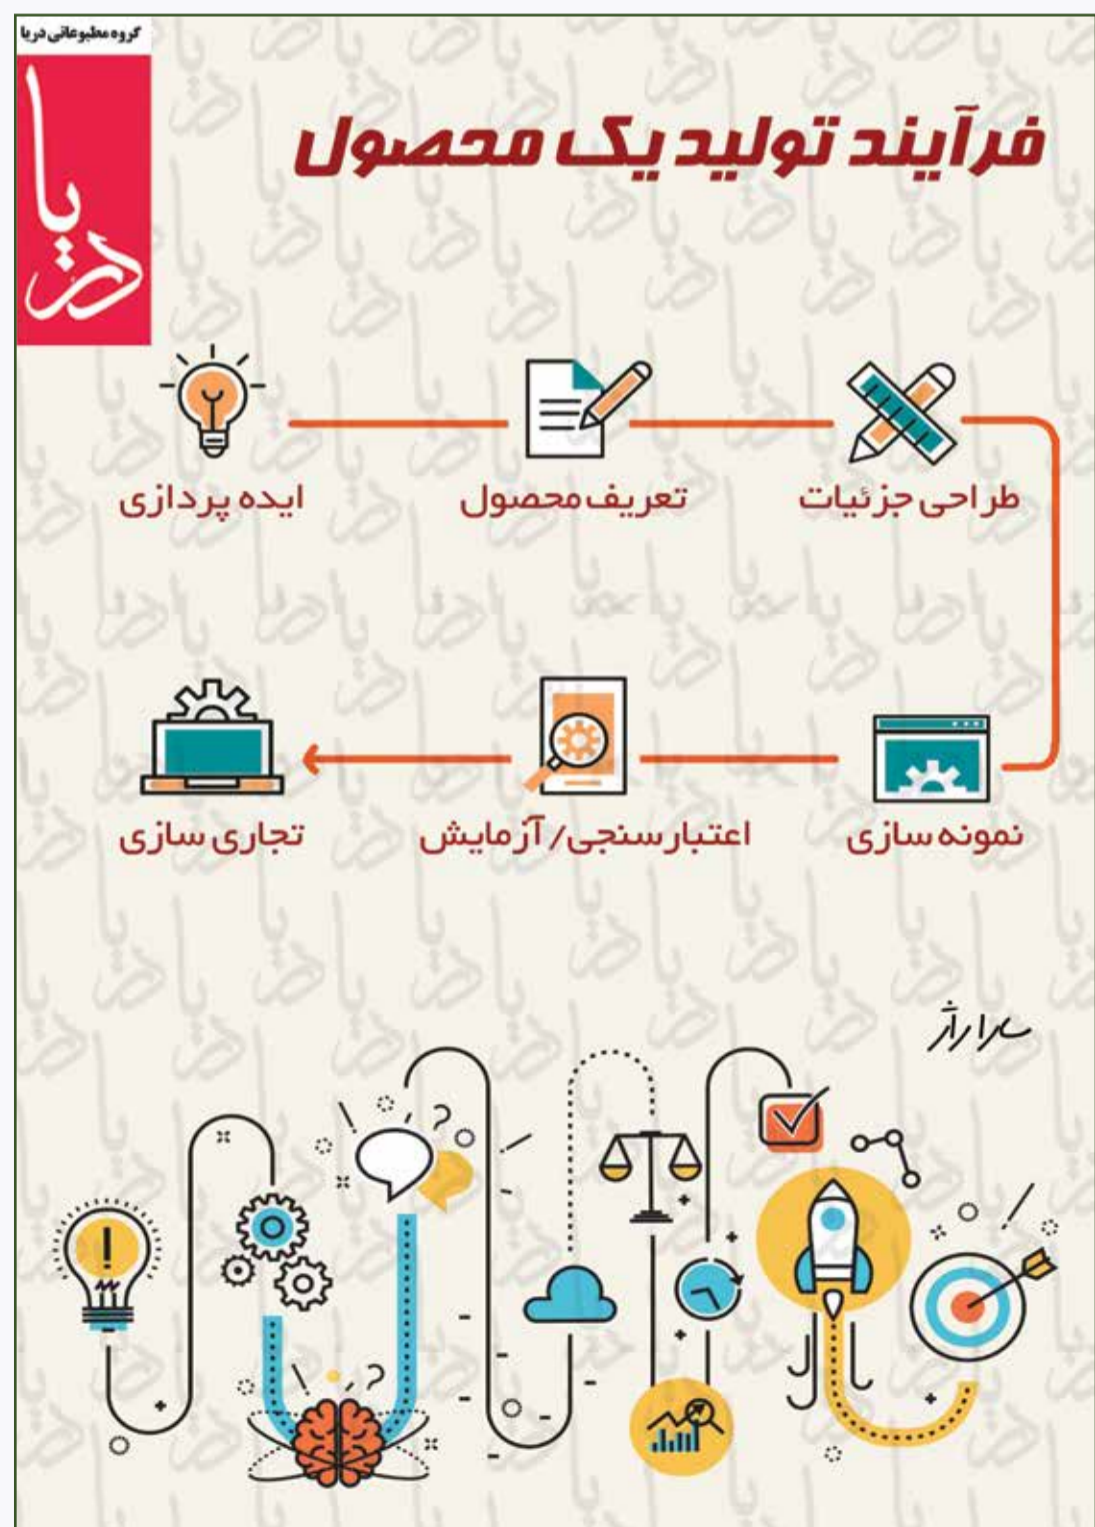 گروه مطبوعاتی دریا
دریا
فرآیند تولید یک محصول
ایده پردازی
تعریف محصول
طراحی جزئیات
نمونه سازی
اعتبارسنجی/آزمایش
تجاری سازی